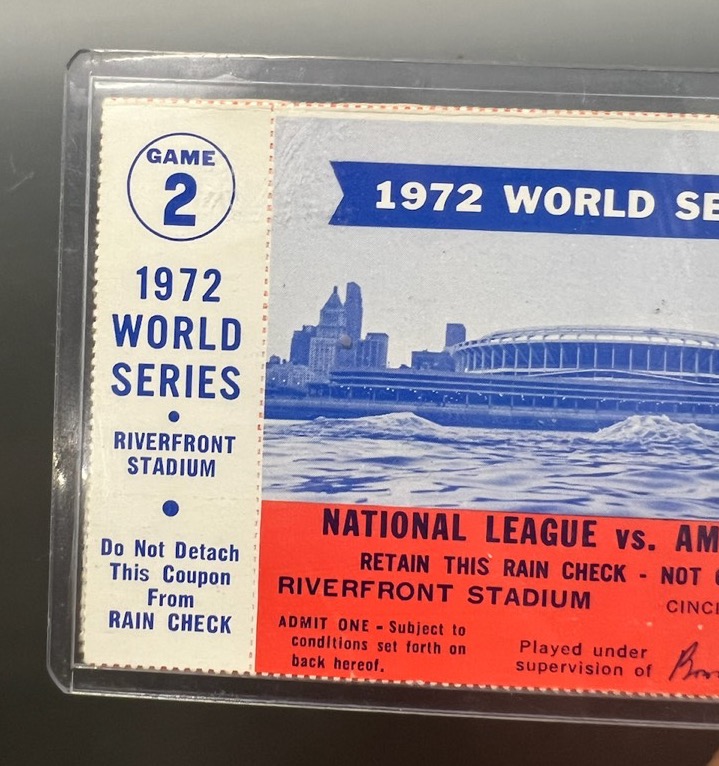 GAME
2
1972
WORLD
SERIES
RIVERFRONT
STADIUM
Do Not Detach
This Coupon
From
RAIN CHECK
1972 WORLD SE
NATIONAL LEAGUE vs. AM
RETAIN THIS RAIN CHECK - NOT
RIVERFRONT STADIUM
CINC
ADMIT ONE - Subject to
conditions set forth on
back hereof.
Played under
supervision of